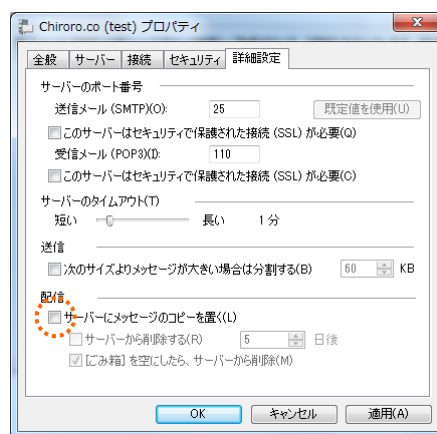 Chiroro.co (test) プロパティ
全般 サーバー 接続 セキュリティ 詳細設定
サーバーのポート番号
送信メール (SMTP)(O): 25 既定値を使用(U)
このサーバーはセキュリティで保護された接続 (SSL) が必要(Q)
受信メール (POP3)(I): 110
このサーバーはセキュリティで保護された接続 (SSL) が必要(C)
サーバーのタイムアウト(T)
短い 長い 1 分
送信
次のサイズよりメッセージが大きい場合は分割する(B) 60 KB
配信
サーバーにメッセージのコピーを置く(L)
サーバーから削除する(R) 5 日後
[ごみ箱] を空にしたら、サーバーから削除(M)
OK キャンセル 適用(A)